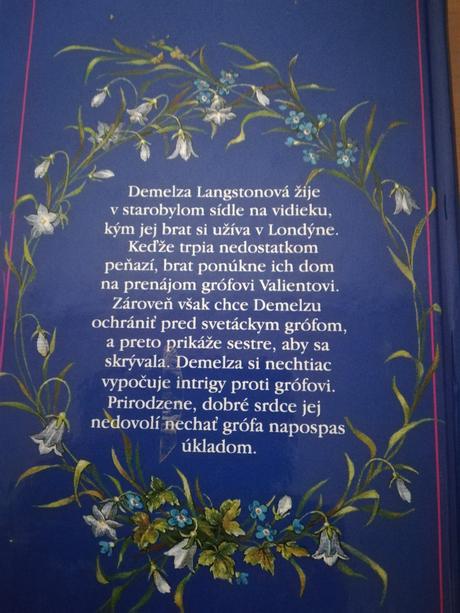 Demelza Langstonová žije
v starobylom sídle na vidieku,
kým jej brat si užíva v Londýne.
Keďže trpia nedostatkom
peňazí, brat ponúkne ich dom
na prenájom grófovi Valientovi.
Zároveň však chce Demelzu
ochrániť pred svetáckym grófom,
a preto prikáže sestre, aby sa
skrývala. Demelza si nechtiac
vypočuje intrigy proti grófovi.
Prirodzene, dobré srdce jej
nedovolí nechať grófa napospas
úkladom.